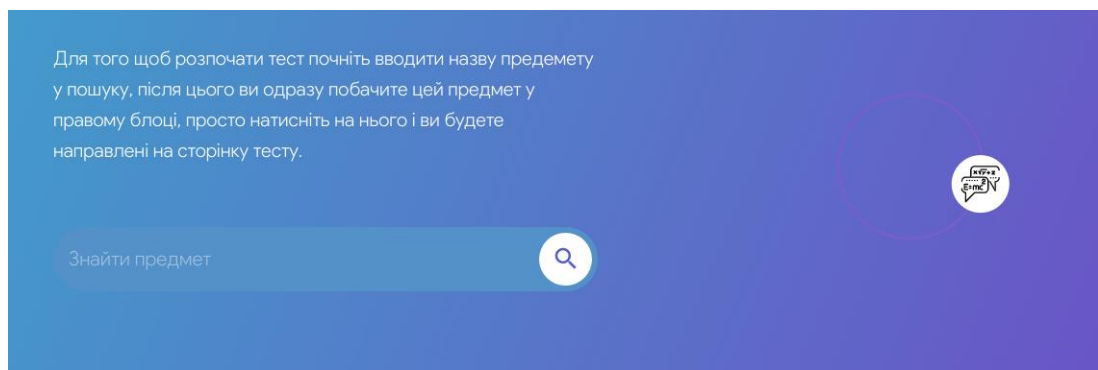 Для того щоб розпочати тест почніть вводити назву предемету
у пошуку, після цього ви одразу побачите цей предмет у
правому блоці, просто натисніть на нього і ви будете
направлені на сторінку тесту.
Знайти предмет
E=mc²